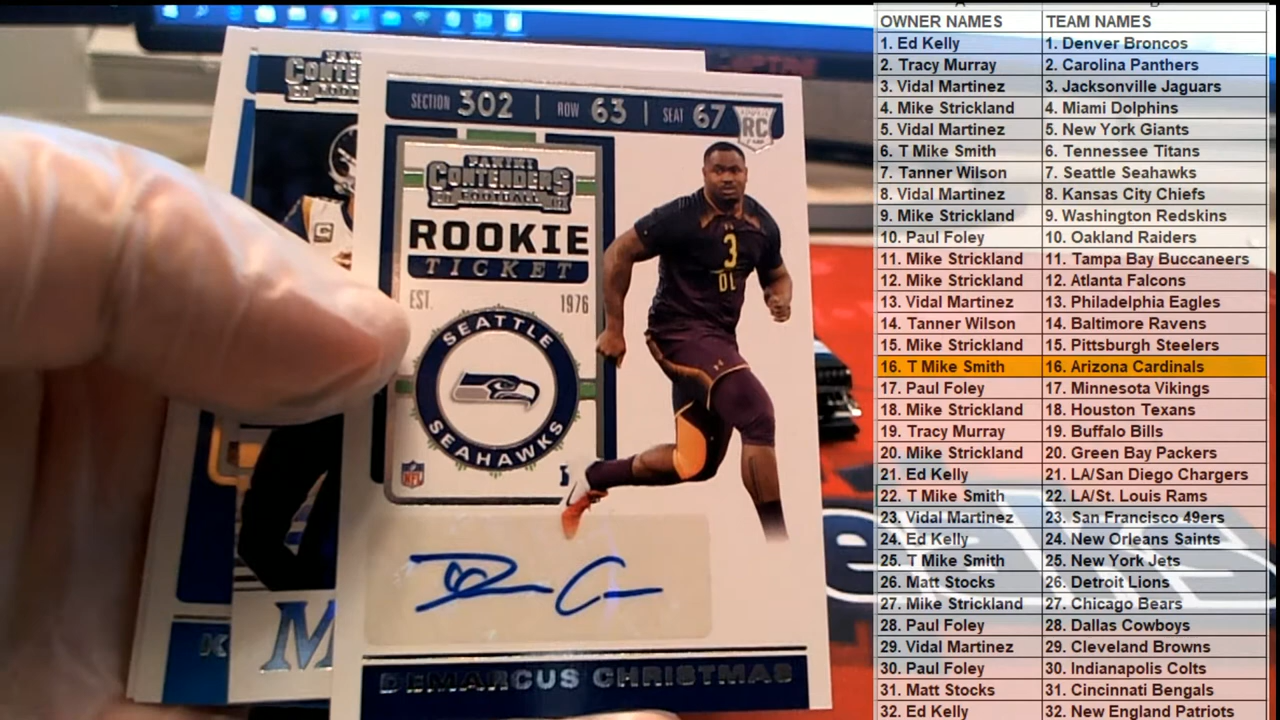 SECTION 302 | ROW 63 | SEAT 67
RC
PANINI
CONTENDERS
FOOTBALL
ROOKIE
TICKET
EST. 1976
SEATTLE
SEAHAWKS
NFL
DEMARCUS CHRISTMAS
3
DL
OWNER NAMES TEAM NAMES
1. Ed Kelly 1. Denver Broncos
2. Tracy Murray 2. Carolina Panthers
3. Vidal Martinez 3. Jacksonville Jaguars
4. Mike Strickland 4. Miami Dolphins
5. Vidal Martinez 5. New York Giants
6. T Mike Smith 6. Tennessee Titans
7. Tanner Wilson 7. Seattle Seahawks
8. Vidal Martinez 8. Kansas City Chiefs
9. Mike Strickland 9. Washington Redskins
10. Paul Foley 10. Oakland Raiders
11. Mike Strickland 11. Tampa Bay Buccaneers
12. Mike Strickland 12. Atlanta Falcons
13. Vidal Martinez 13. Philadelphia Eagles
14. Tanner Wilson 14. Baltimore Ravens
15. Mike Strickland 15. Pittsburgh Steelers
16. T Mike Smith 16. Arizona Cardinals
17. Paul Foley 17. Minnesota Vikings
18. Mike Strickland 18. Houston Texans
19. Tracy Murray 19. Buffalo Bills
20. Mike Strickland 20. Green Bay Packers
21. Ed Kelly 21. LA/San Diego Chargers
22. T Mike Smith 22. LA/St. Louis Rams
23. Vidal Martinez 23. San Francisco 49ers
24. Ed Kelly 24. New Orleans Saints
25. T Mike Smith 25. New York Jets
26. Matt Stocks 26. Detroit Lions
27. Mike Strickland 27. Chicago Bears
28. Paul Foley 28. Dallas Cowboys
29. Vidal Martinez 29. Cleveland Browns
30. Paul Foley 30. Indianapolis Colts
31. Matt Stocks 31. Cincinnati Bengals
32. Ed Kelly 32. New England Patriots